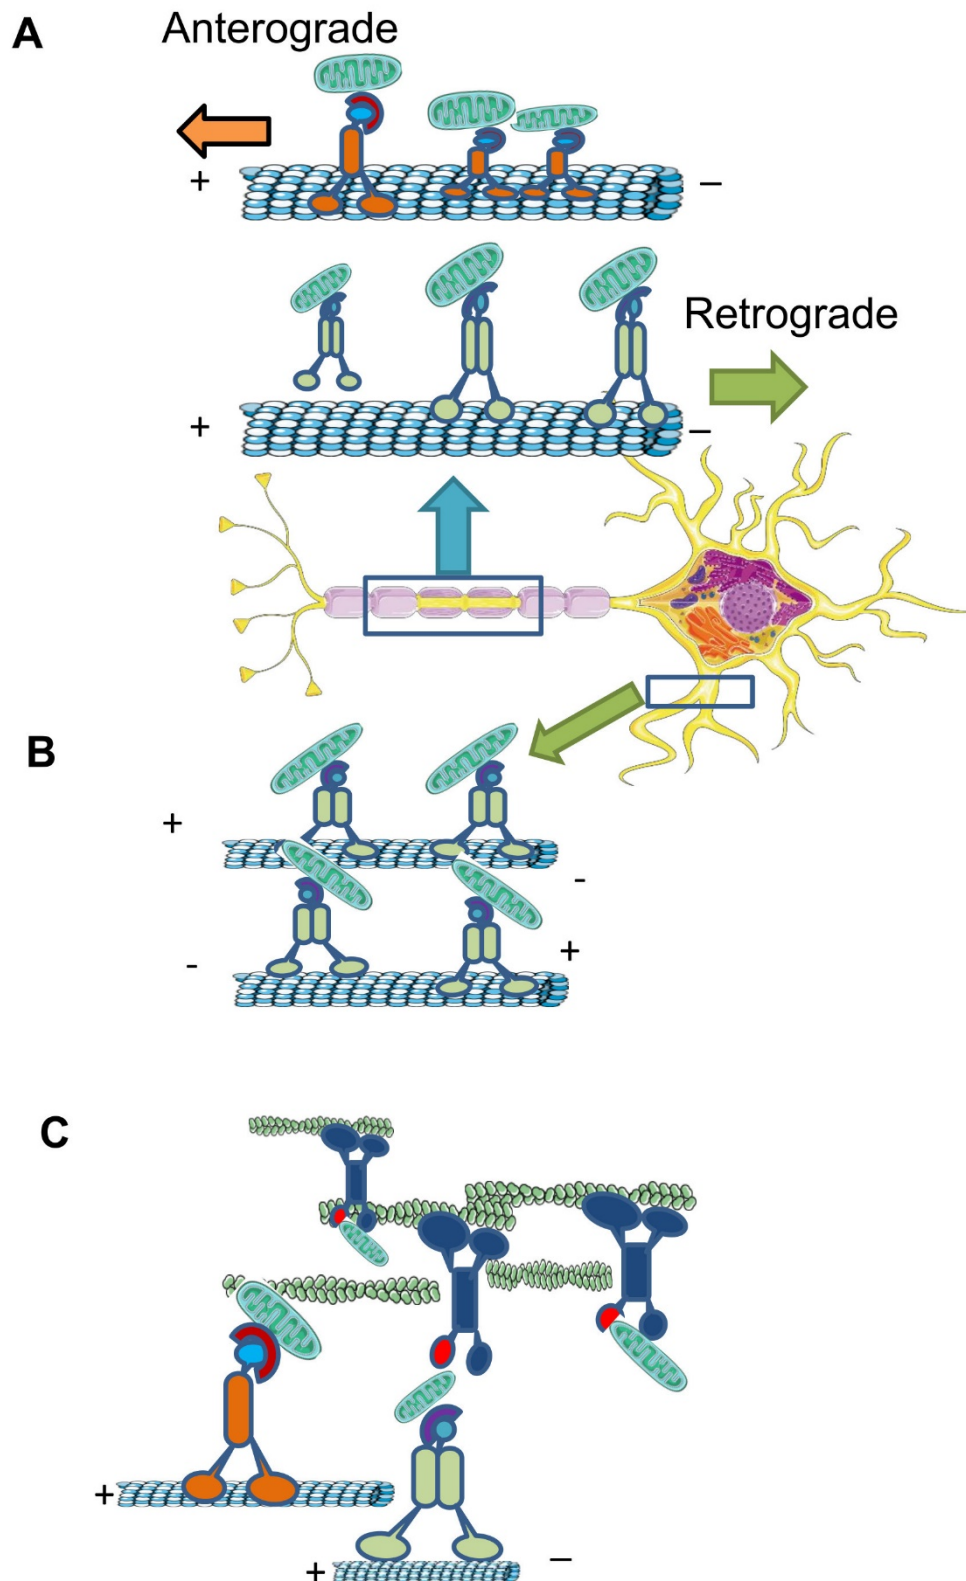 A
Anterograde
+
–
Retrograde
+
–
B
+
-
-
+
C
+
+
–